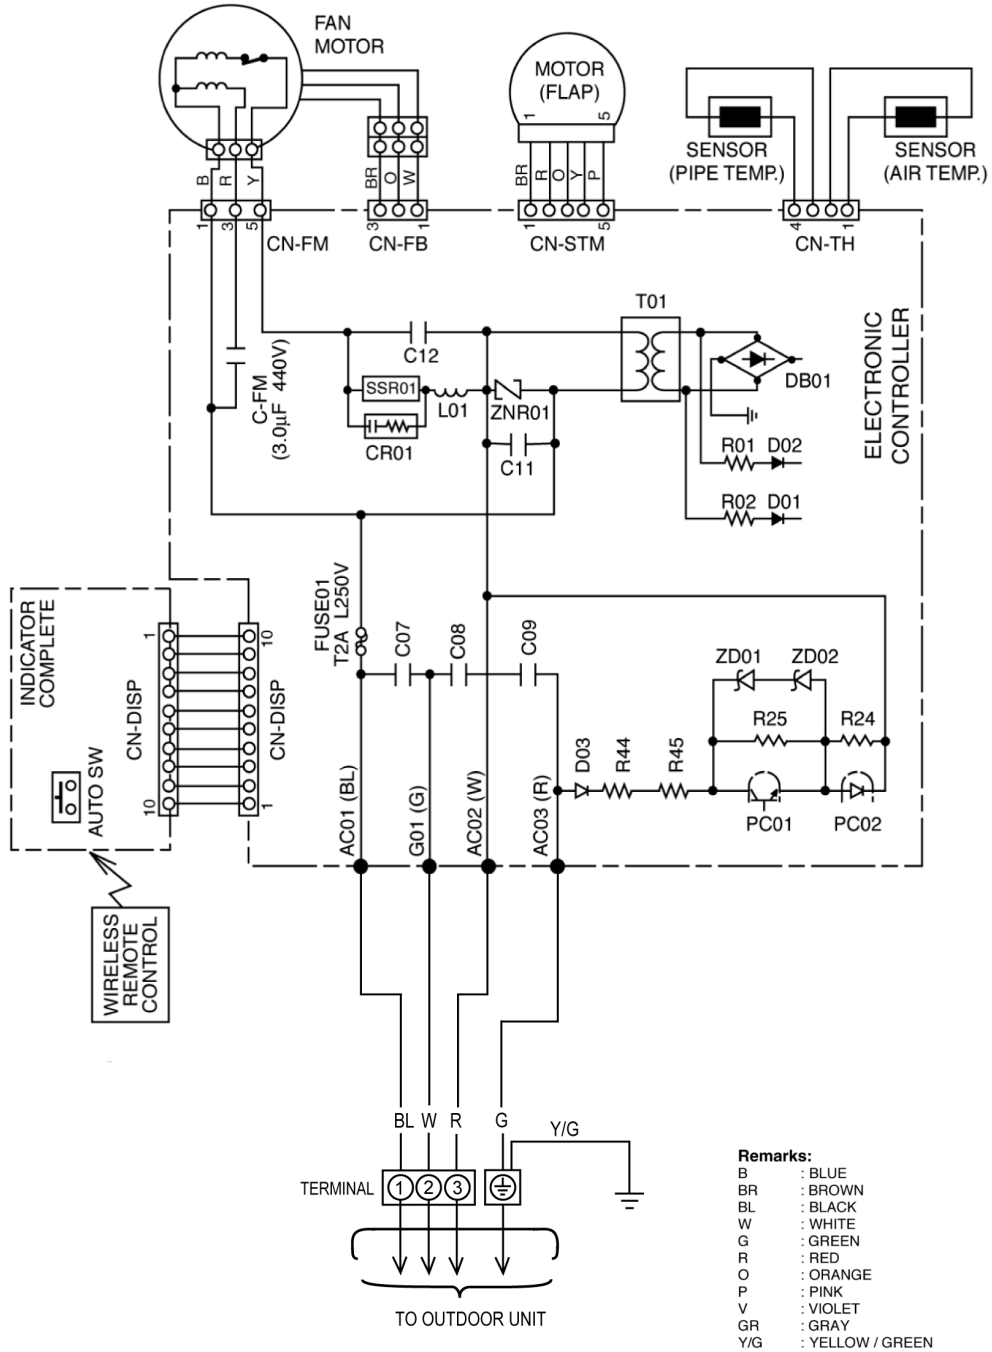 FAN
MOTOR
MOTOR
(FLAP)
1 5
SENSOR
(PIPE TEMP.)
SENSOR
(AIR TEMP.)
B R Y
BR O W
BR R O Y P
1 3 5
CN-FM
3 1
CN-FB
1 5
CN-STM
4 1
CN-TH
T01
C12
SSR01
L01
ZNR01
DB01
CR01
C11
C-FM
(3.0μF 440V)
R01 D02
R02 D01
ELECTRONIC
CONTROLLER
FUSE01
T2A L250V
C07
C08
C09
INDICATOR
COMPLETE
1
10
CN-DISP
10
1
CN-DISP
AUTO SW
ZD01 ZD02
R25 R24
D03
R44
R45
PC01 PC02
AC01 (BL)
G01 (G)
AC02 (W)
AC03 (R)
WIRELESS
REMOTE
CONTROL
BL W R G
Y/G
TERMINAL 1 2 3
TO OUTDOOR UNIT
Remarks:
B : BLUE
BR : BROWN
BL : BLACK
W : WHITE
G : GREEN
R : RED
O : ORANGE
P : PINK
V : VIOLET
GR : GRAY
Y/G : YELLOW / GREEN